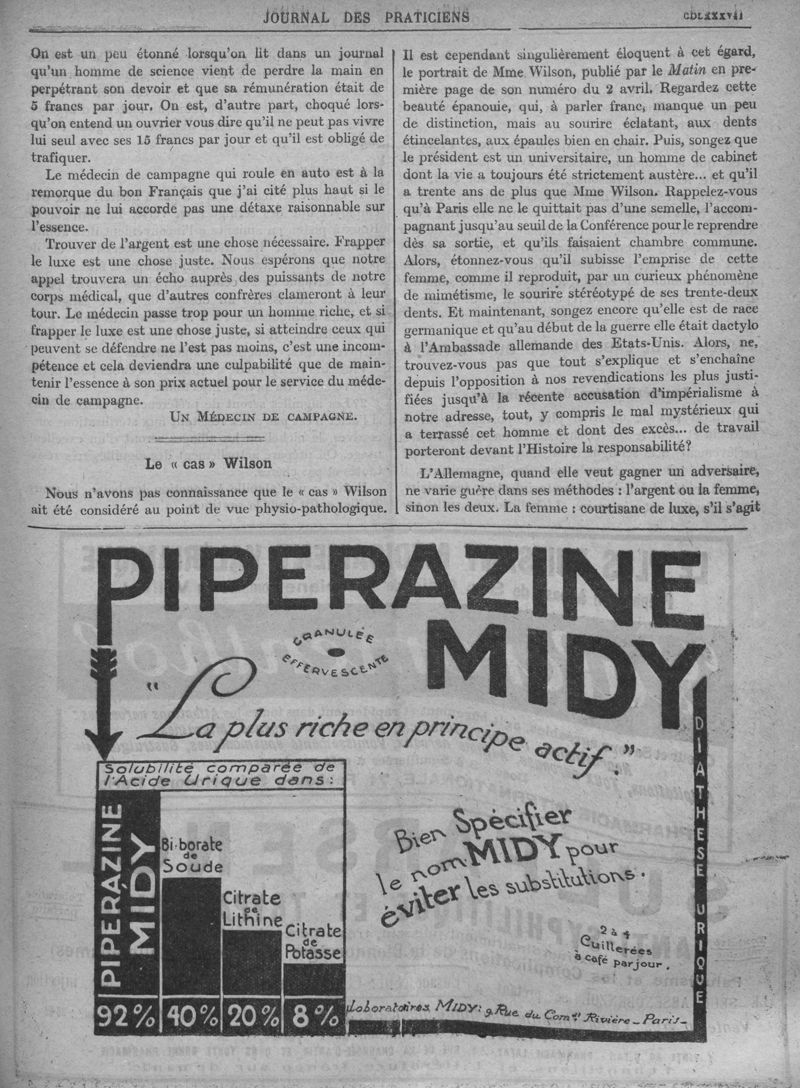 JOURNAL DES PRATICIENS
CDLXXXVII
On est un peu étonné lorsqu'on lit dans un journal
qu'un homme de science vient de perdre la main en
perpétrant son devoir et que sa rémunération était de
5 francs par jour. On est, d'autre part, choqué lors-
qu'on entend un ouvrier vous dire qu'il ne peut pas vivre
lui seul avec ses 15 francs par jour et qu'il est obligé de
trafiquer.
Le médecin de campagne qui roule en auto est à la
remorque du bon Français que j'ai cité plus haut si le
pouvoir ne lui accorde pas une détaxe raisonnable sur
l'essence.
Trouver de l'argent est une chose nécessaire. Frapper
le luxe est une chose juste. Nous espérons que notre
appel trouvera un écho auprès des puissants de notre
corps médical, que d'autres confrères clameront à leur
tour. Le médecin passe trop pour un homme riche, et si
frapper le luxe est une chose juste, si atteindre ceux qui
peuvent se défendre ne l'est pas moins, c'est une incom-
pétence et cela deviendra une culpabilité que de main-
tenir l'essence à son prix actuel pour le service du méde-
cin de campagne.
UN MÉDECIN DE CAMPAGNE.
Le « cas » Wilson
Nous n'avons pas connaissance que le « cas » Wilson
ait été considéré au point de vue physio-pathologique.
Il est cependant singulièrement éloquent à cet égard,
le portrait de Mme Wilson, publié par le Matin en pre-
mière page de son numéro du 2 avril. Regardez cette
beauté épanouie, qui, à parler franc, manque un peu
de distinction, mais au sourire éclatant, aux dents
étincelantes, aux épaules bien en chair. Puis, songez que
le président est un universitaire, un homme de cabinet
dont la vie a toujours été strictement austère... et qu'il
a trente ans de plus que Mme Wilson. Rappelez-vous
qu'à Paris elle ne le quittait pas d'une semelle, l'accom-
pagnant jusqu'au seuil de la Conférence pour le reprendre
dès sa sortie, et qu'ils faisaient chambre commune.
Alors, étonnez-vous qu'il subisse l'emprise de cette
femme, comme il reproduit, par un curieux phénomène
de mimétisme, le sourire stéréotypé de ses trente-deux
dents. Et maintenant, songez encore qu'elle est de race
germanique et qu'au début de la guerre elle était dactylo
à l'Ambassade allemande des Etats-Unis. Alors, ne,
trouvez-vous pas que tout s'explique et s'enchaîne
depuis l'opposition à nos revendications les plus justi-
fiées jusqu'à la récente accusation d'impérialisme à
notre adresse, tout, y compris le mal mystérieux qui
a terrassé cet homme et dont des excès... de travail
porteront devant l'Histoire la responsabilité?
L'Allemagne, quand elle veut gagner un adversaire,
ne varie guère dans ses méthodes : l'argent ou la femme,
sinon les deux. La femme : courtisane de luxe, s'il s'agit
PIPERAZINE
MIDY
GRANULÉE
EFFERVESCENTE
"La plus riche en principe actif."
Solubilité comparée de
l'Acide Urique dans :
PIPERAZINE
MIDY
92%
Bi-borate
de
Soude
40%
Citrate
de
Lithine
20%
Citrate
de
Potasse
8%
Bien Spécifier
le nom MIDY pour
éviter les substitutions.
2 à 4
Cuillerées
à café par jour.
DIATHESE URIQUE
Laboratoires MIDY: 9 Rue du Comt Rivière - Paris -